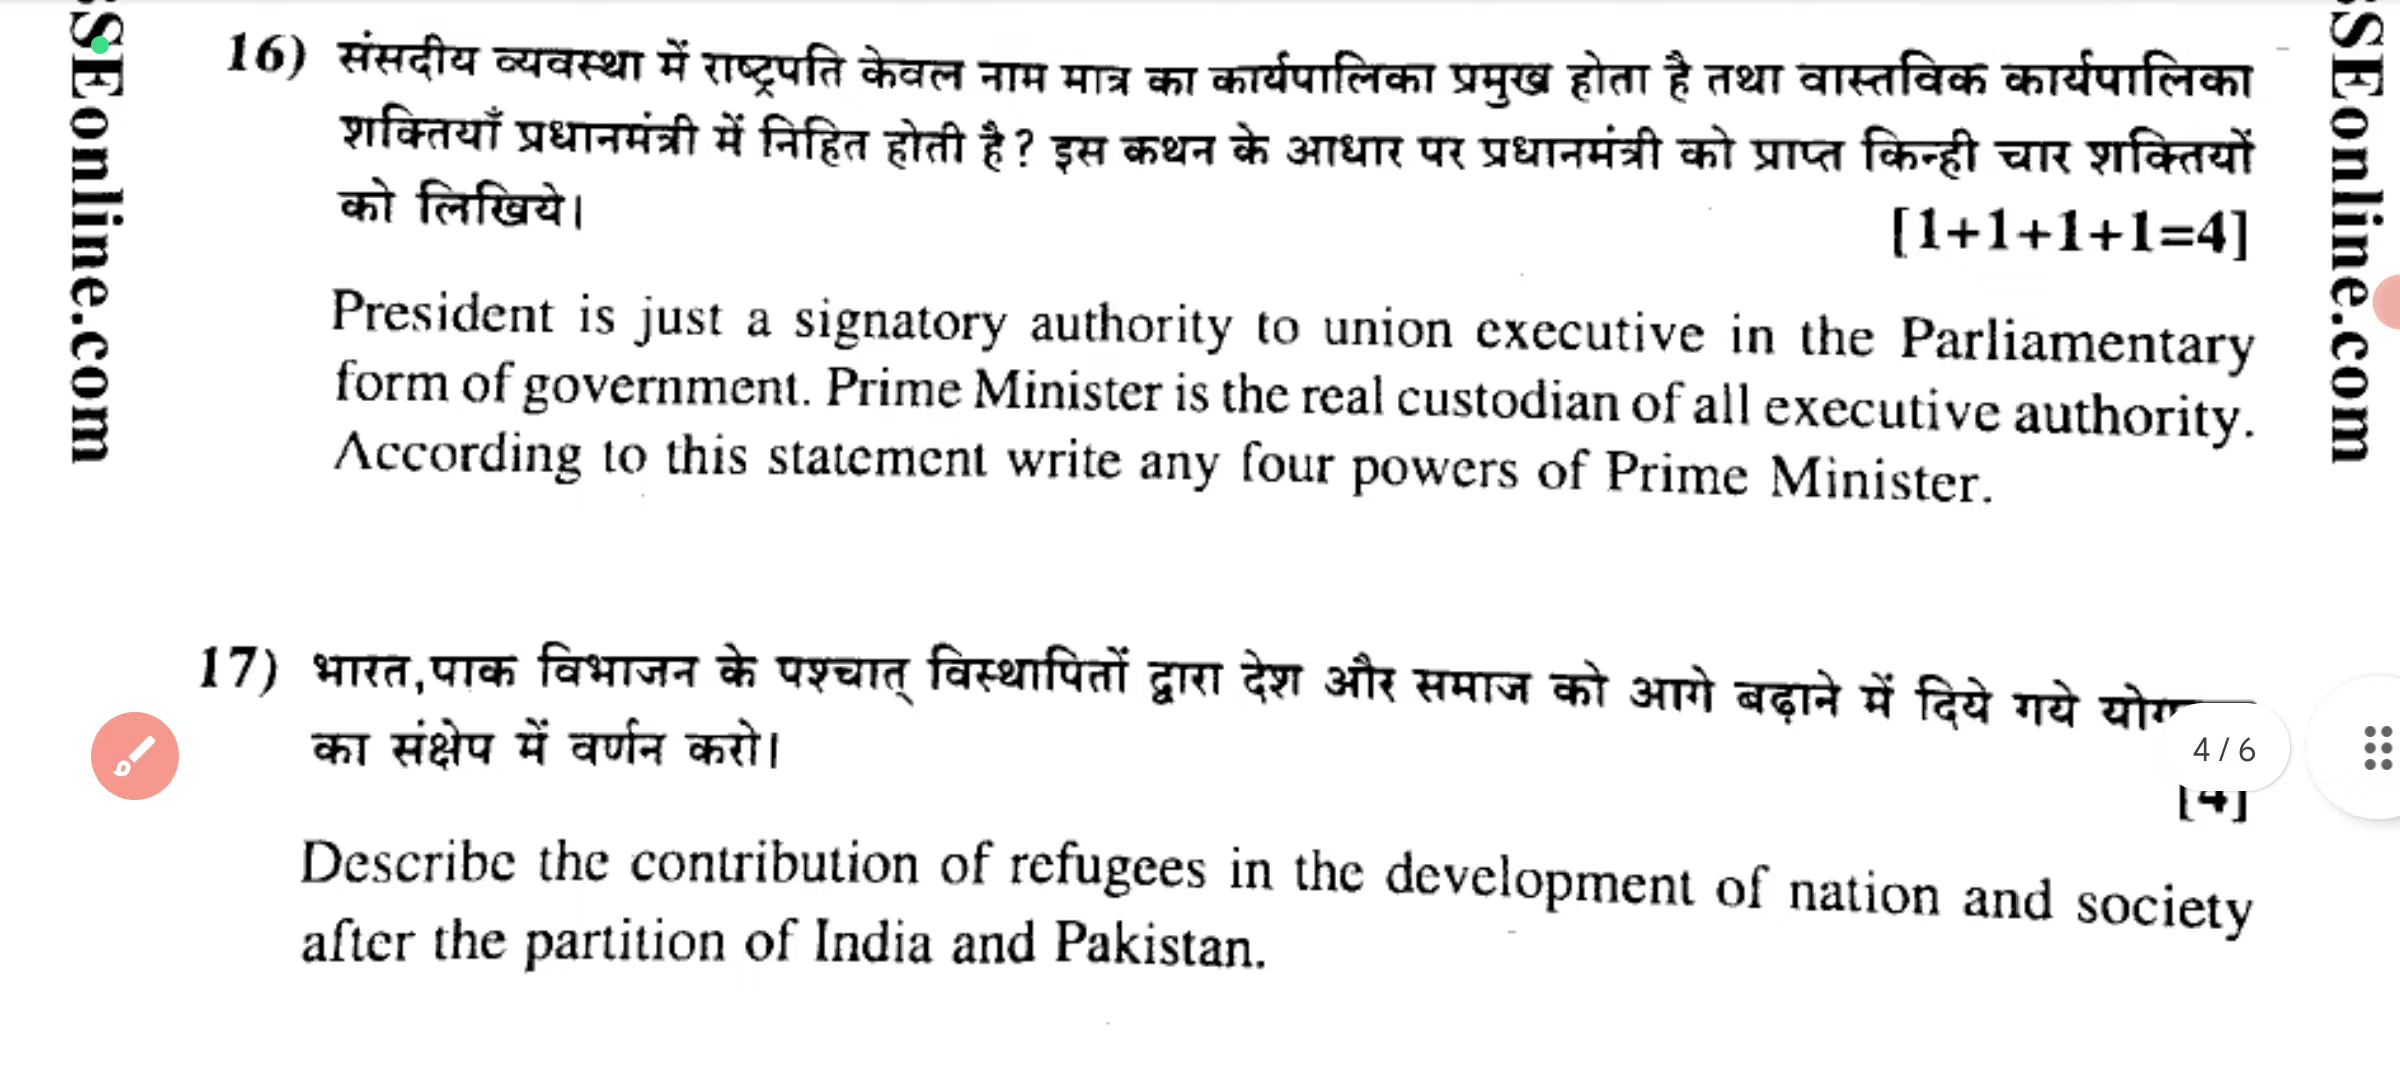 SEonline.com
SEonline.com
16) संसदीय व्यवस्था में राष्ट्रपति केवल नाम मात्र का कार्यपालिका प्रमुख होता है तथा वास्तविक कार्यपालिका
शक्तियाँ प्रधानमंत्री में निहित होती है? इस कथन के आधार पर प्रधानमंत्री को प्राप्त किन्ही चार शक्तियों
को लिखिये।
[1+1+1+1=4]
President is just a signatory authority to union executive in the Parliamentary
form of government. Prime Minister is the real custodian of all executive authority.
According to this statement write any four powers of Prime Minister.
17) भारत,पाक विभाजन के पश्चात् विस्थापितों द्वारा देश और समाज को आगे बढ़ाने में दिये गये
का संक्षेप में वर्णन करो।
4 / 6
[4]
Describe the contribution of refugees in the development of nation and society
after the partition of India and Pakistan.